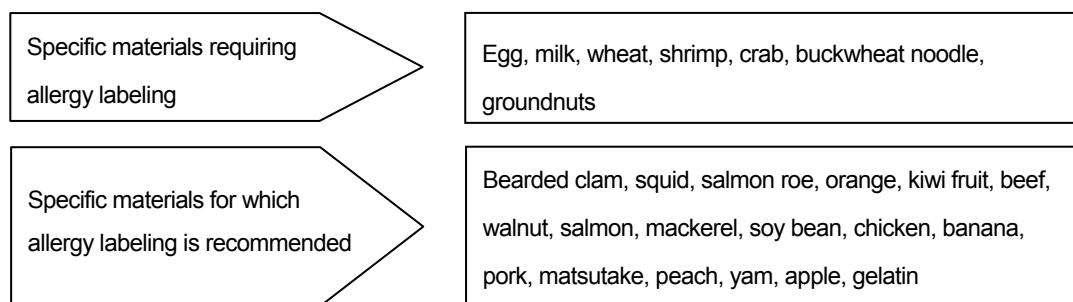 Specific materials requiring
allergy labeling
Egg, milk, wheat, shrimp, crab, buckwheat noodle,
groundnuts
Specific materials for which
allergy labeling is recommended
Bearded clam, squid, salmon roe, orange, kiwi fruit, beef,
walnut, salmon, mackerel, soy bean, chicken, banana,
pork, matsutake, peach, yam, apple, gelatin